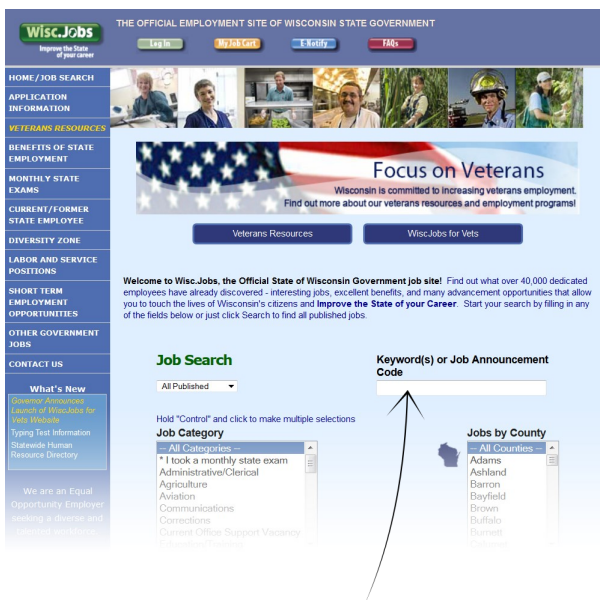 Wisc.Jobs
Improve the State
of your career
THE OFFICIAL EMPLOYMENT SITE OF WISCONSIN STATE GOVERNMENT
Log In
My Job Cart
E-Notify
FAQs
HOME/JOB SEARCH
APPLICATION
INFORMATION
VETERANS RESOURCES
BENEFITS OF STATE
EMPLOYMENT
MONTHLY STATE
EXAMS
CURRENT/FORMER
STATE EMPLOYEE
DIVERSITY ZONE
LABOR AND SERVICE
POSITIONS
SHORT TERM
EMPLOYMENT
OPPORTUNITIES
OTHER GOVERNMENT
JOBS
CONTACT US
What's New
Governor Announces
Launch of WiscJobs for
Vets Website
Typing Test Information
Statewide Human
Resource Directory
We are an Equal
Opportunity Employer
seeking a diverse and
talented workforce
Focus on Veterans
Wisconsin is committed to increasing veterans employment.
Find out more about our veterans resources and employment programs!
Veterans Resources
WiscJobs for Vets
Welcome to Wisc.Jobs, the Official State of Wisconsin Government job site! Find out what over 40,000 dedicated
employees have already discovered - interesting jobs, excellent benefits, and many advancement opportunities that allow
you to touch the lives of Wisconsin's citizens and Improve the State of your Career. Start your search by filling in any
of the fields below or just click Search to find all published jobs.
Job Search
All Published
Keyword(s) or Job Announcement
Code
Hold "Control" and click to make multiple selections
Job Category
-- All Categories --
* I took a monthly state exam
Administrative/Clerical
Agriculture
Aviation
Communications
Corrections
Current Office Support Vacancy
Jobs by County
-- All Counties --
Adams
Ashland
Barron
Bayfield
Brown
Buffalo
Burnett